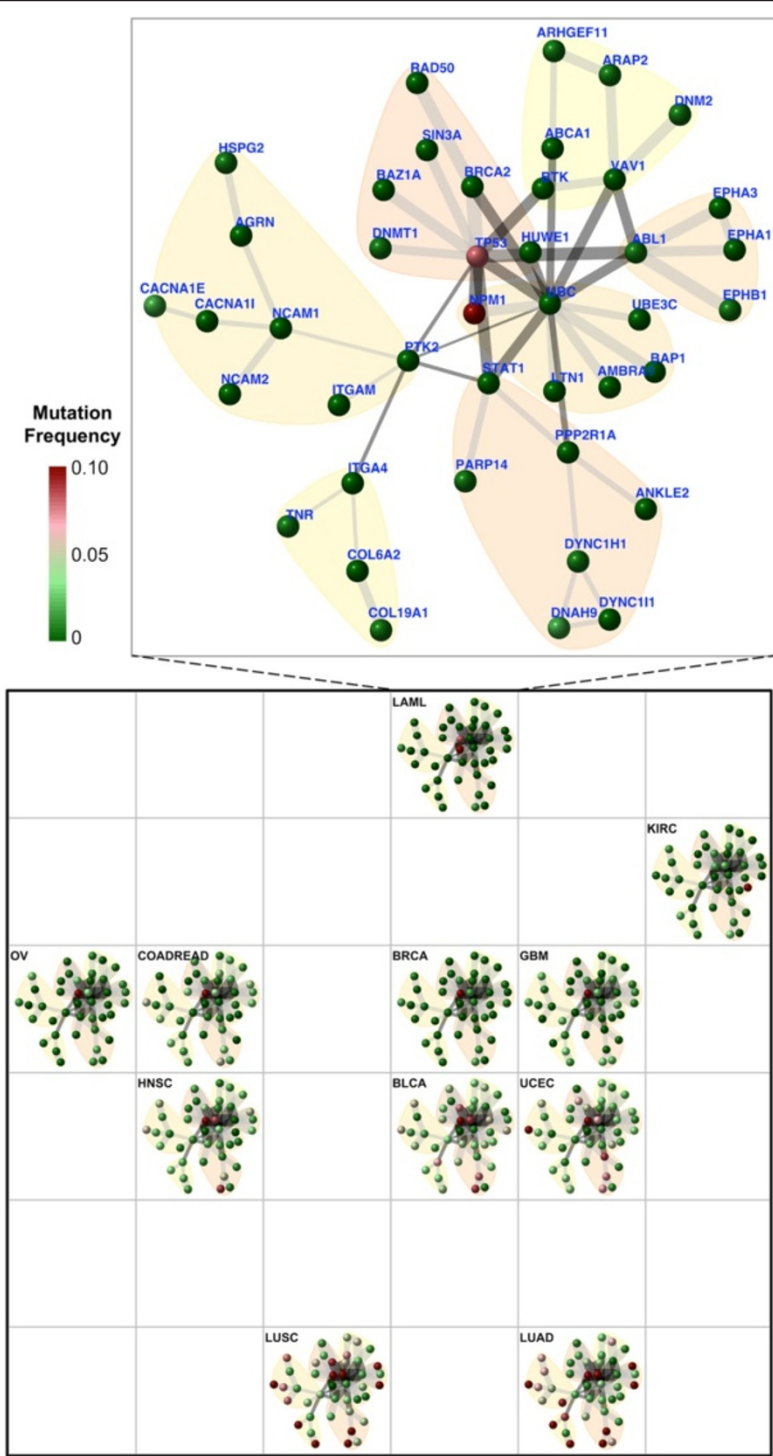 ARHGEF11
ARAP2
RAD50
DNM2
SIN3A
ABCA1
HSPG2
BAZ1A
BRCA2
VAV1
EPHA3
AGRN
DNMT1
TP53
HUWE1
ABL1
EPHA1
CACNA1E
CACNA1I
NCAM1
NPM1
UBC
UBE3C
EPHB1
PTK2
STAT1
LTN1
BAP1
NCAM2
ITGAM
PPP2R1A
Mutation
Frequency
0.10
0.05
0
ITGA4
PARP14
ANKLE2
TNR
COL6A2
DYNC1H1
COL19A1
DNAH9
DYNC1I1
LAML
KIRC
OV
COADREAD
BRCA
GBM
HNSC
BLCA
UCEC
LUSC
LUAD